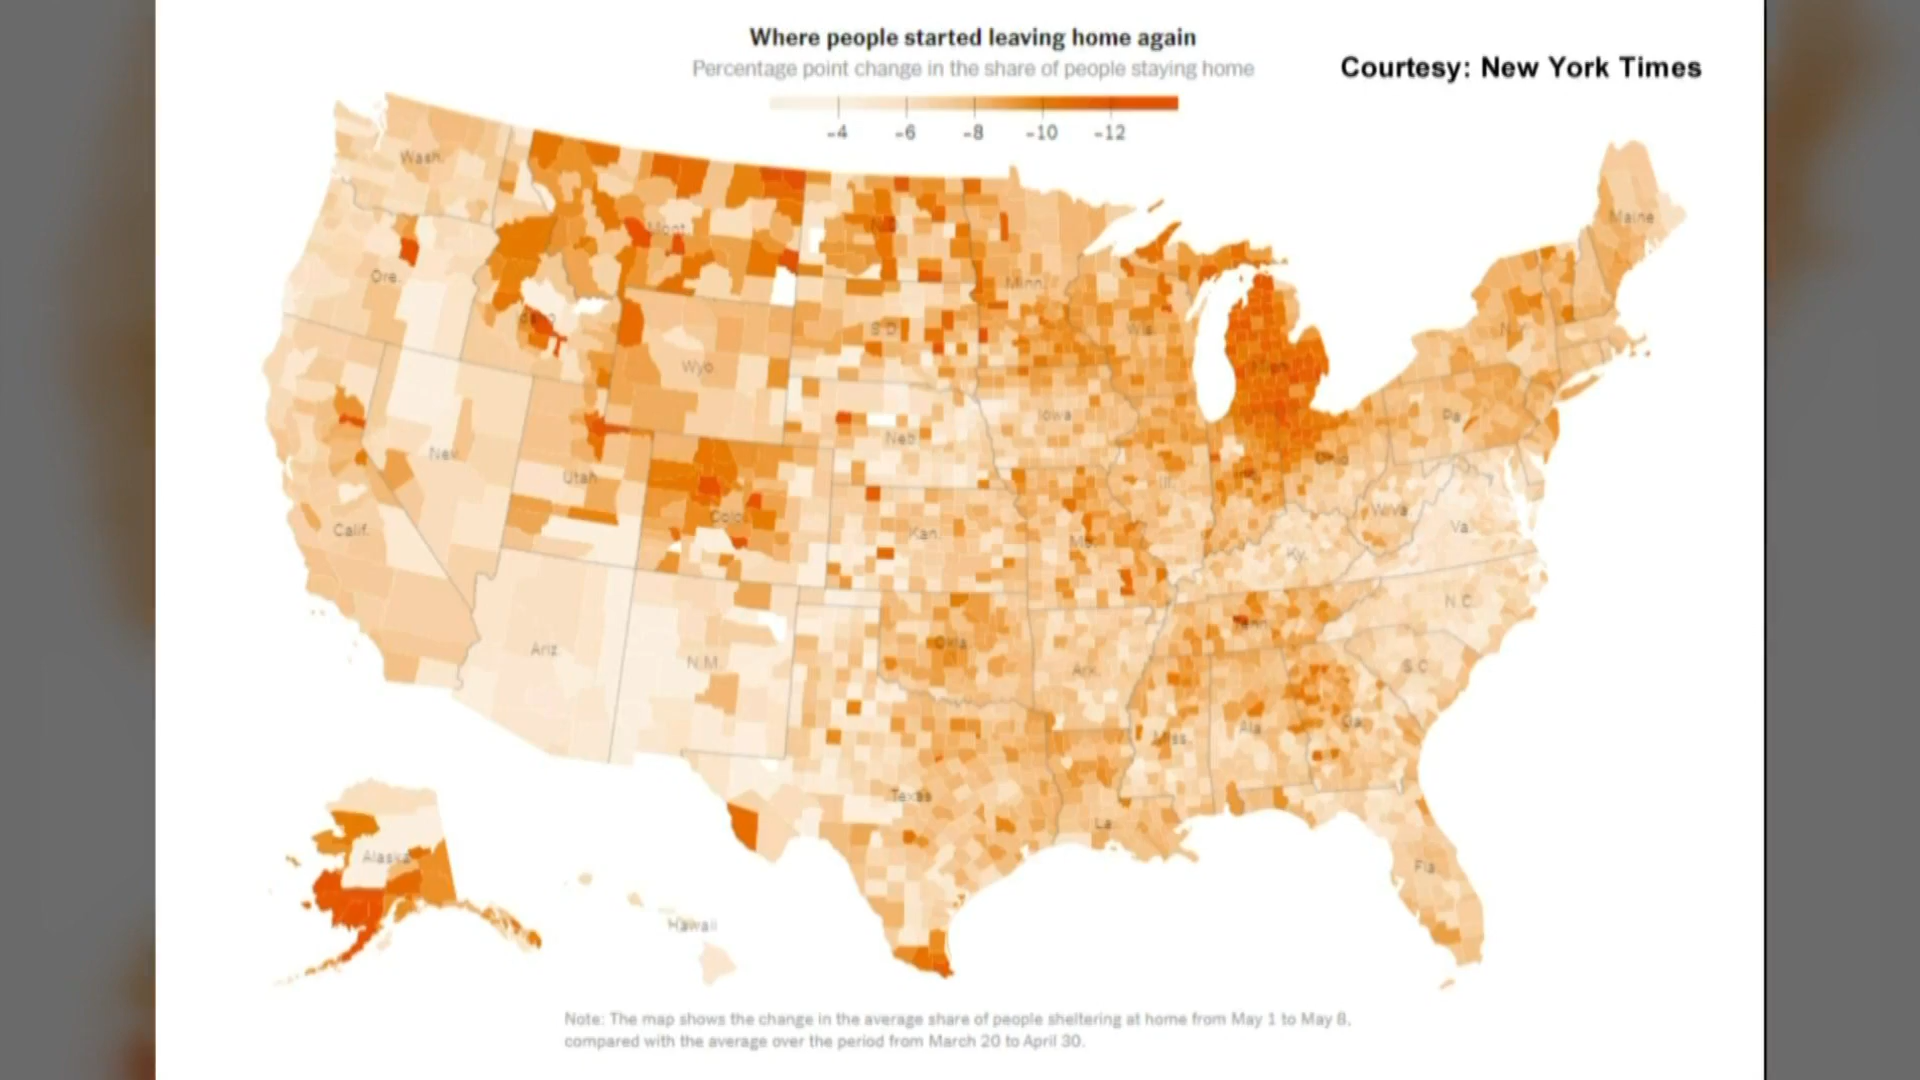 Where people started leaving home again
Percentage point change in the share of people staying home
Courtesy: New York Times
-4 -6 -8 -10 -12
Wash.
Maine
Mont.
N.D.
Ore.
Minn.
Idaho
S.D.
Wis.
N.Y.
Wyo.
Mich.
Iowa
Pa.
Neb.
Nev.
Ohio
Utah
Ill.
Ind.
Colo.
W.Va.
Calif.
Kan.
Mo.
Va.
Ky.
N.C.
Tenn.
Okla.
Ariz.
N.M.
Ark.
S.C.
Miss.
Ala.
Ga.
Texas
La.
Alaska
Fla.
Hawaii
Note: The map shows the change in the average share of people sheltering at home from May 1 to May 8,
compared with the average over the period from March 20 to April 30.